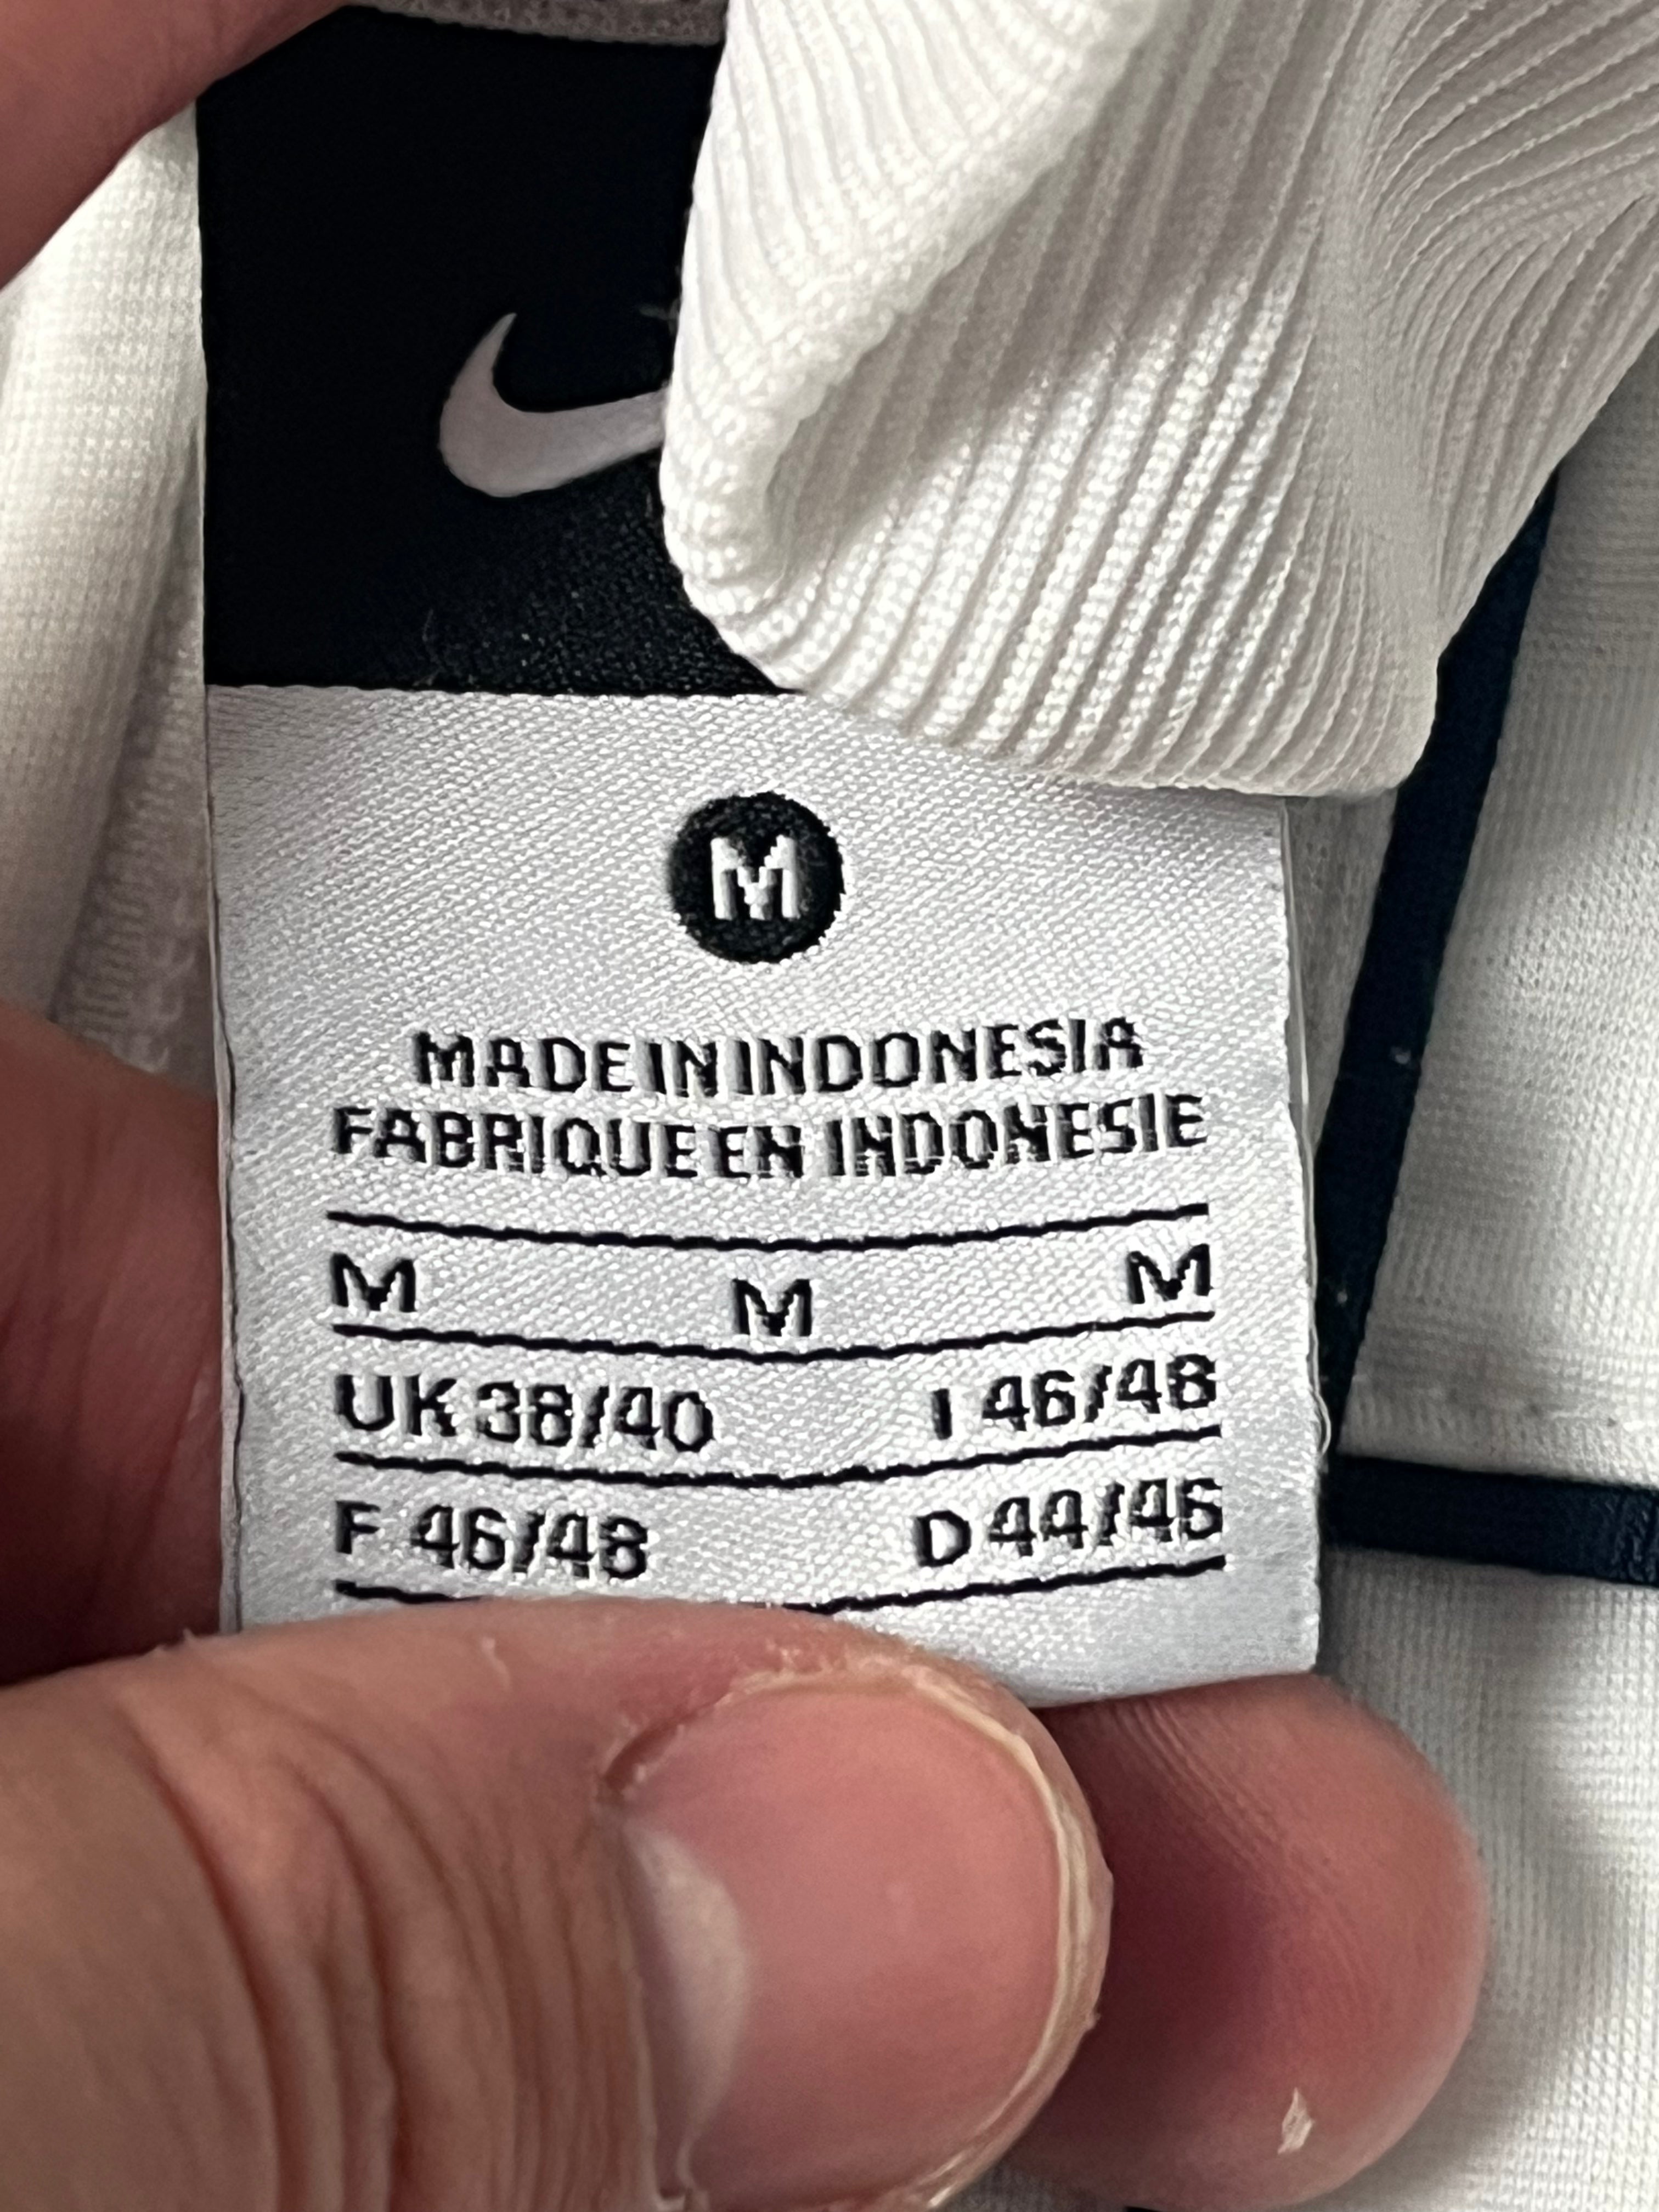 M
MADE IN INDONESIA
FABRIQUE EN INDONESIE
M M M
UK 38/40 I 46/48
F 46/48 D 44/46